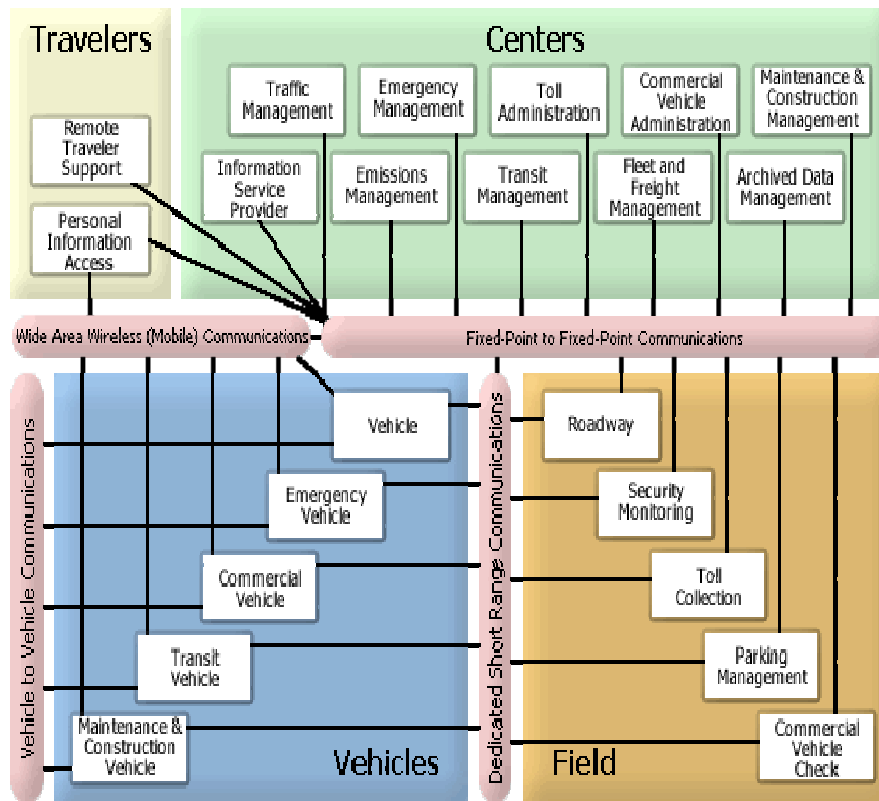 Travelers
Centers
Traffic
Management
Emergency
Management
Toll
Administration
Commercial
Vehicle
Administration
Maintenance &
Construction
Management
Remote
Traveler
Support
Information
Service
Provider
Emissions
Management
Transit
Management
Fleet and
Freight
Management
Archived Data
Management
Personal
Information
Access
Wide Area Wireless (Mobile) Communications
Fixed-Point to Fixed-Point Communications
Vehicle to Vehicle Communications
Vehicle
Emergency
Vehicle
Commercial
Vehicle
Transit
Vehicle
Maintenance &
Construction
Vehicle
Vehicles
Dedicated Short Range Communications
Roadway
Security
Monitoring
Toll
Collection
Parking
Management
Commercial
Vehicle
Check
Field